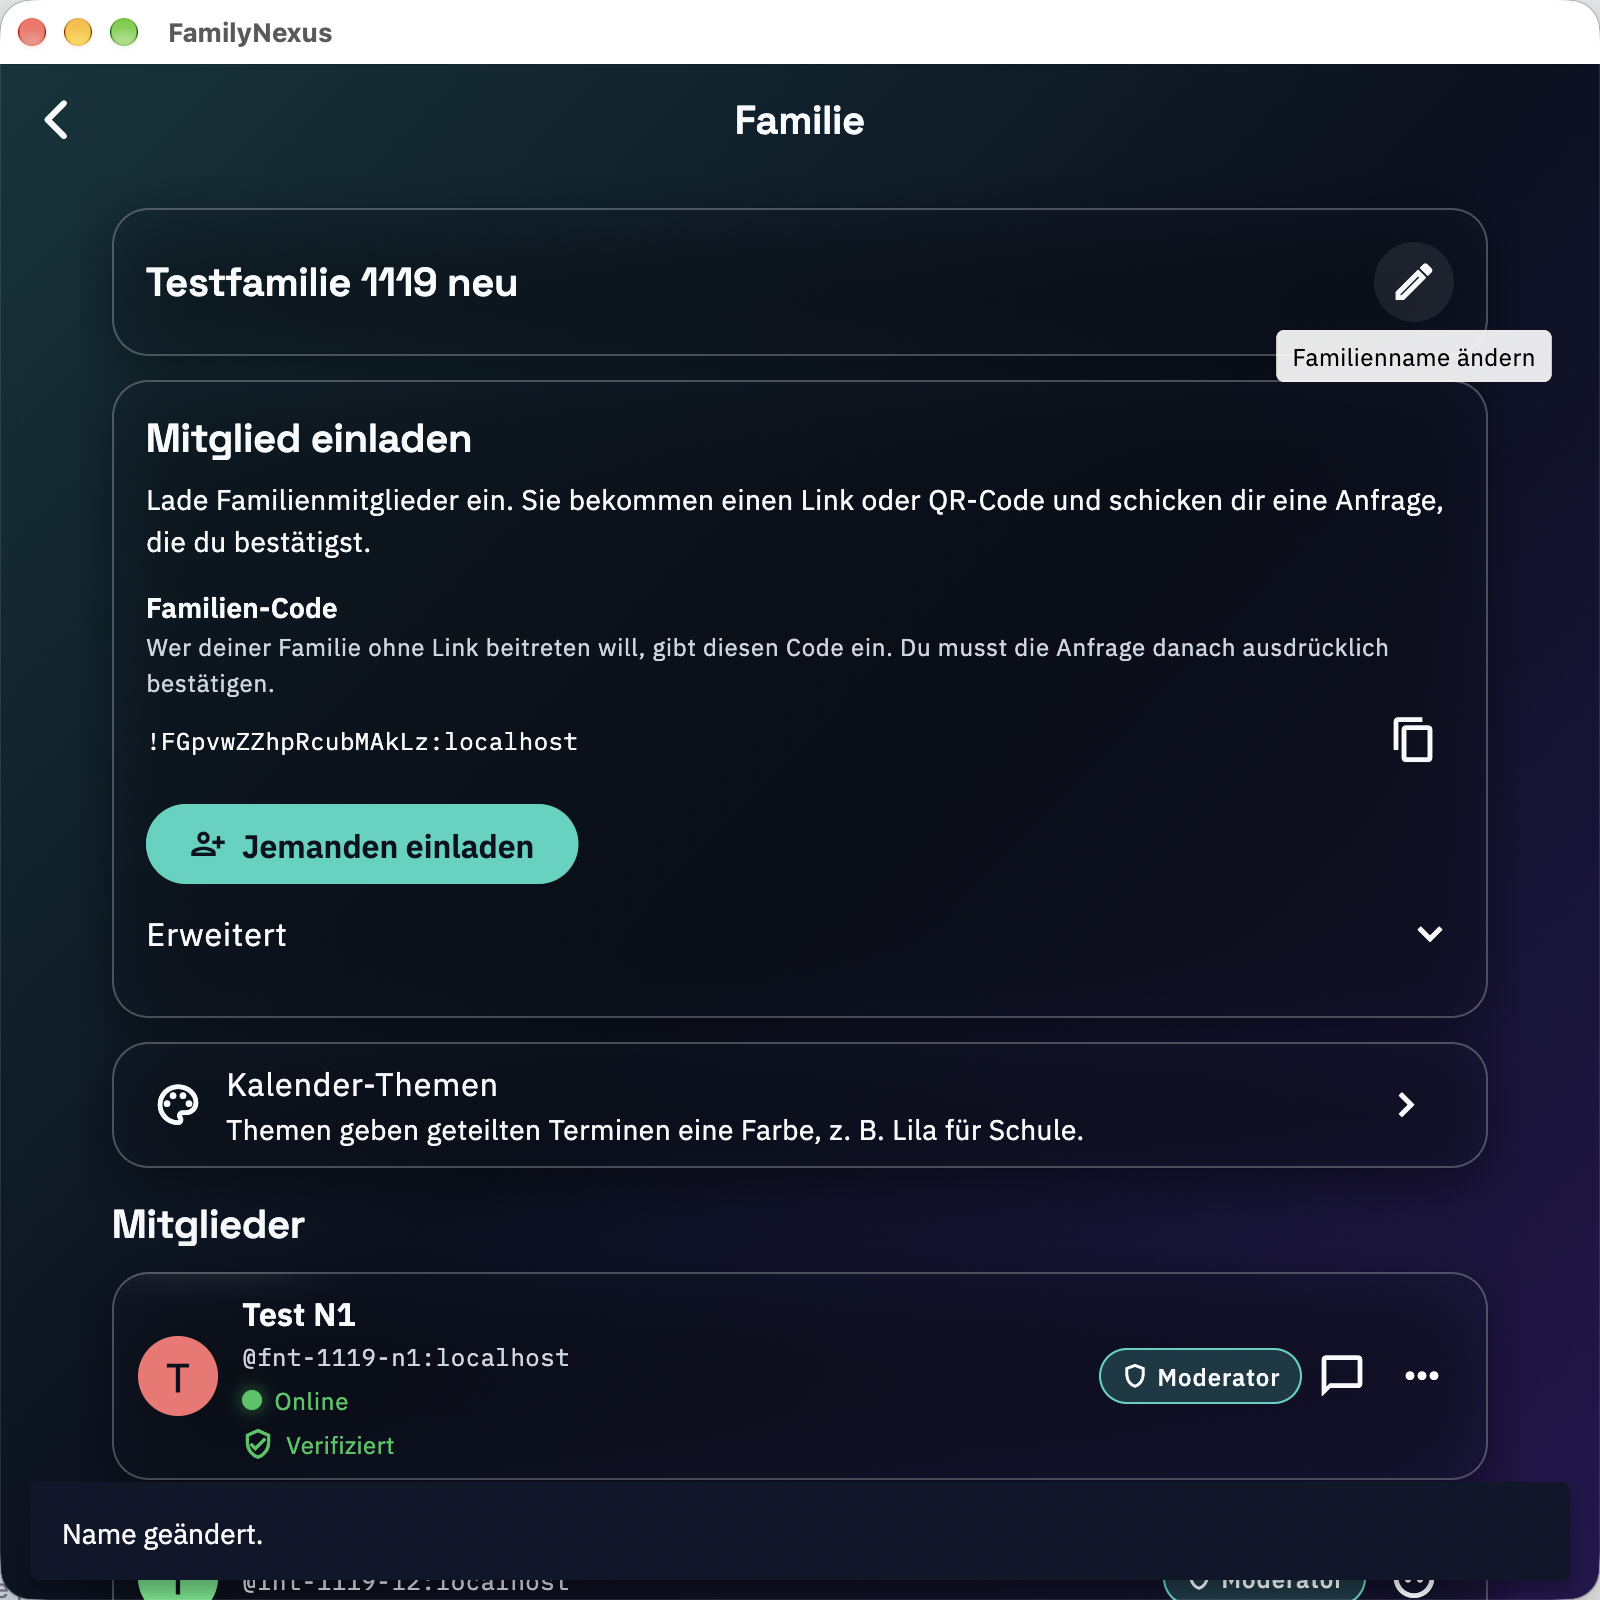 FamilyNexus
Familie
Testfamilie 1119 neu
Familienname ändern
Mitglied einladen
Lade Familienmitglieder ein. Sie bekommen einen Link oder QR-Code und schicken dir eine Anfrage,
die du bestätigst.
Familien-Code
Wer deiner Familie ohne Link beitreten will, gibt diesen Code ein. Du musst die Anfrage danach ausdrücklich
bestätigen.
!FGpvwZZhpRcubMAkLz:localhost
Jemanden einladen
Erweitert
Kalender-Themen
Themen geben geteilten Terminen eine Farbe, z. B. Lila für Schule.
Mitglieder
T
Test N1
@fnt-1119-n1:localhost
Moderator
Online
Verifiziert
Name geändert.
Moderator